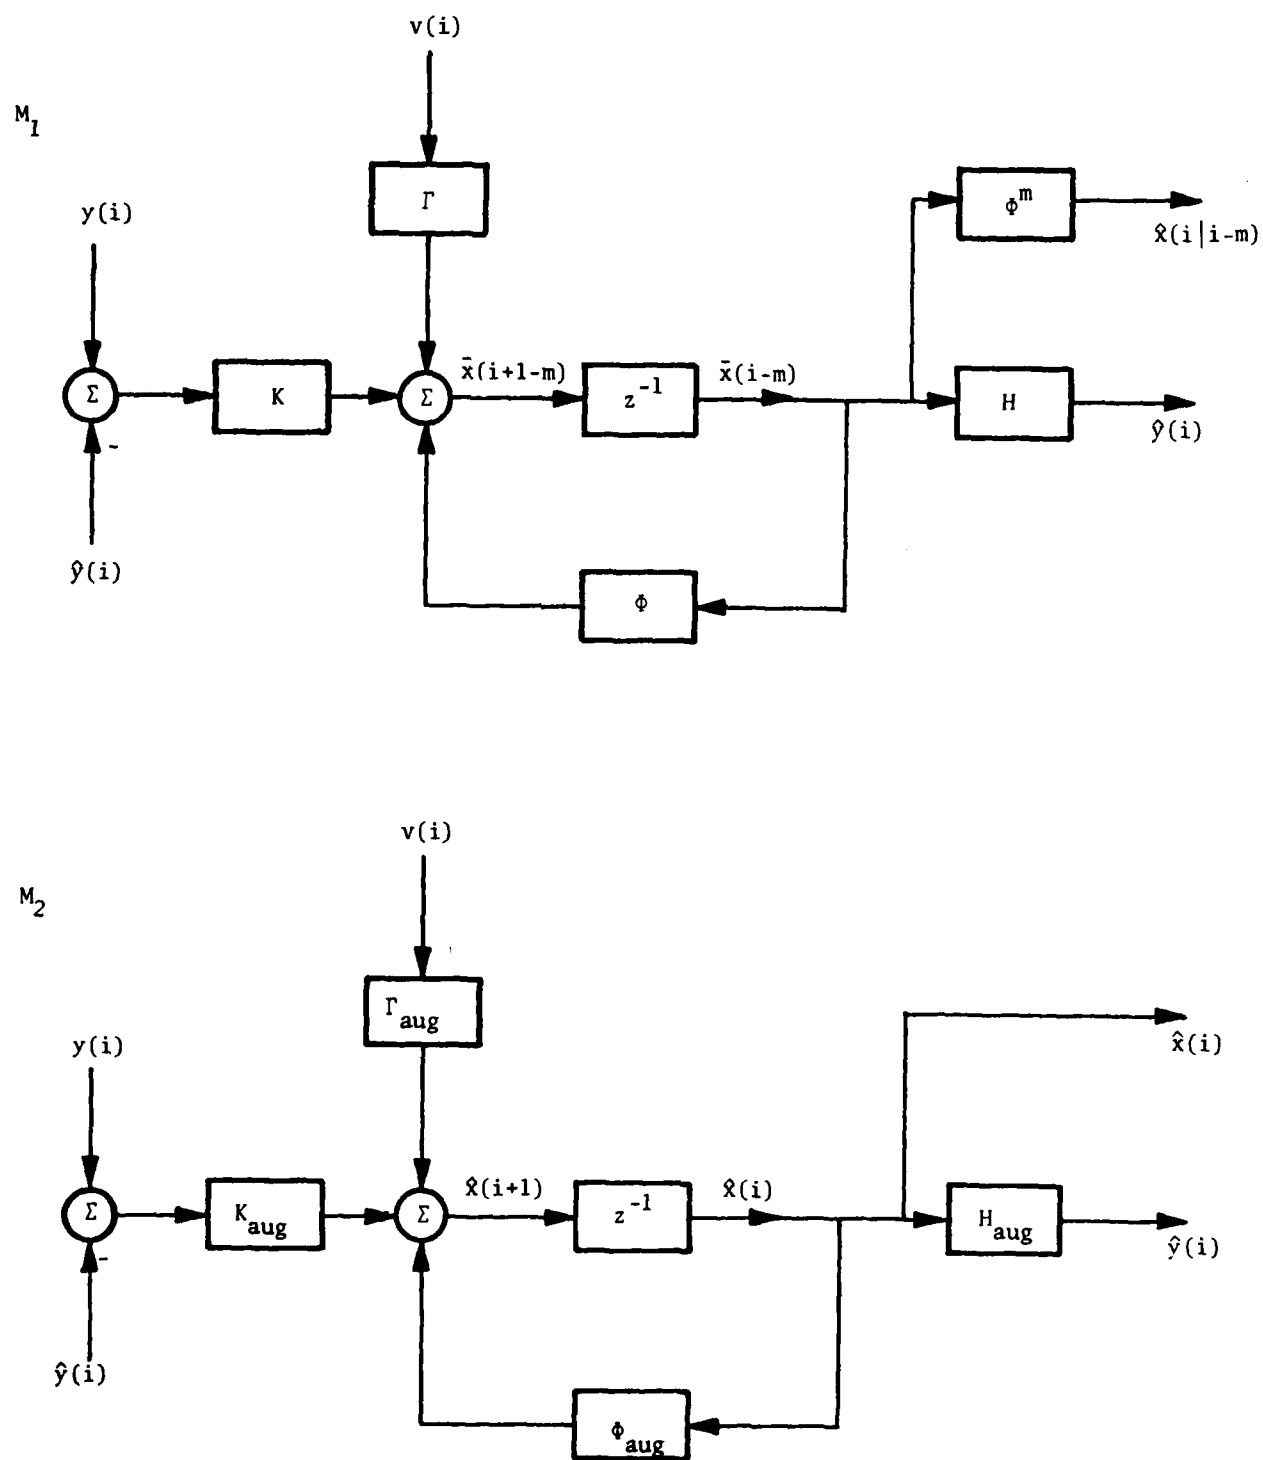 v(i)
M₁
Γ
Φᵐ
y(i)
x̂(i|i-m)
x̄(i+1-m)
x̄(i-m)
Σ
K
Σ
z⁻¹
H
-
ŷ(i)
ŷ(i)
Φ
v(i)
M₂
Γaug
y(i)
x̂(i)
x̂(i+1)
x̂(i)
Σ
Kaug
Σ
z⁻¹
Haug
-
ŷ(i)
ŷ(i)
Φaug